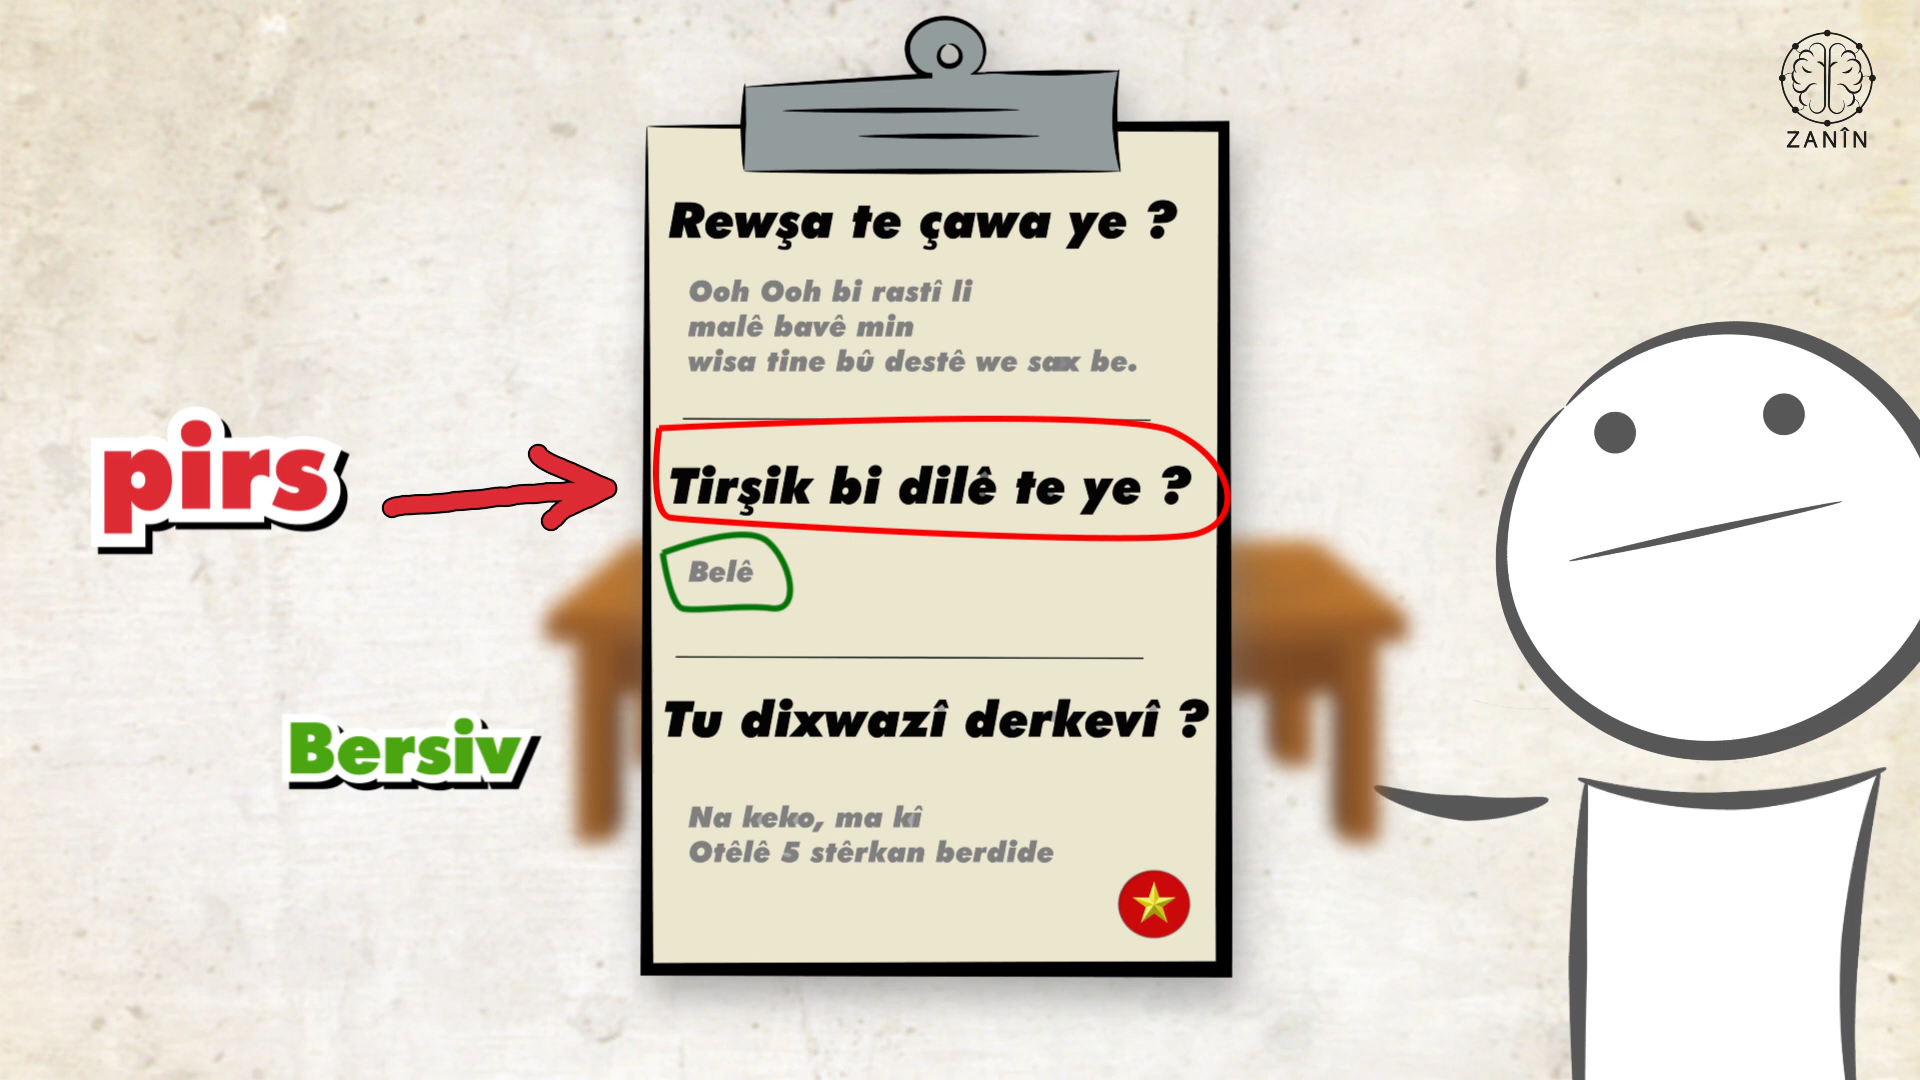 ZANÎN
Rewşa te çawa ye ?
Ooh Ooh bi rastî li
malê bavê min
wisa tine bû destê we sax be.
pirs
Tirşik bi dilê te ye ?
Belê
Bersiv
Tu dixwazî derkevî ?
Na keko, ma kî
Otêlê 5 stêrkan berdide